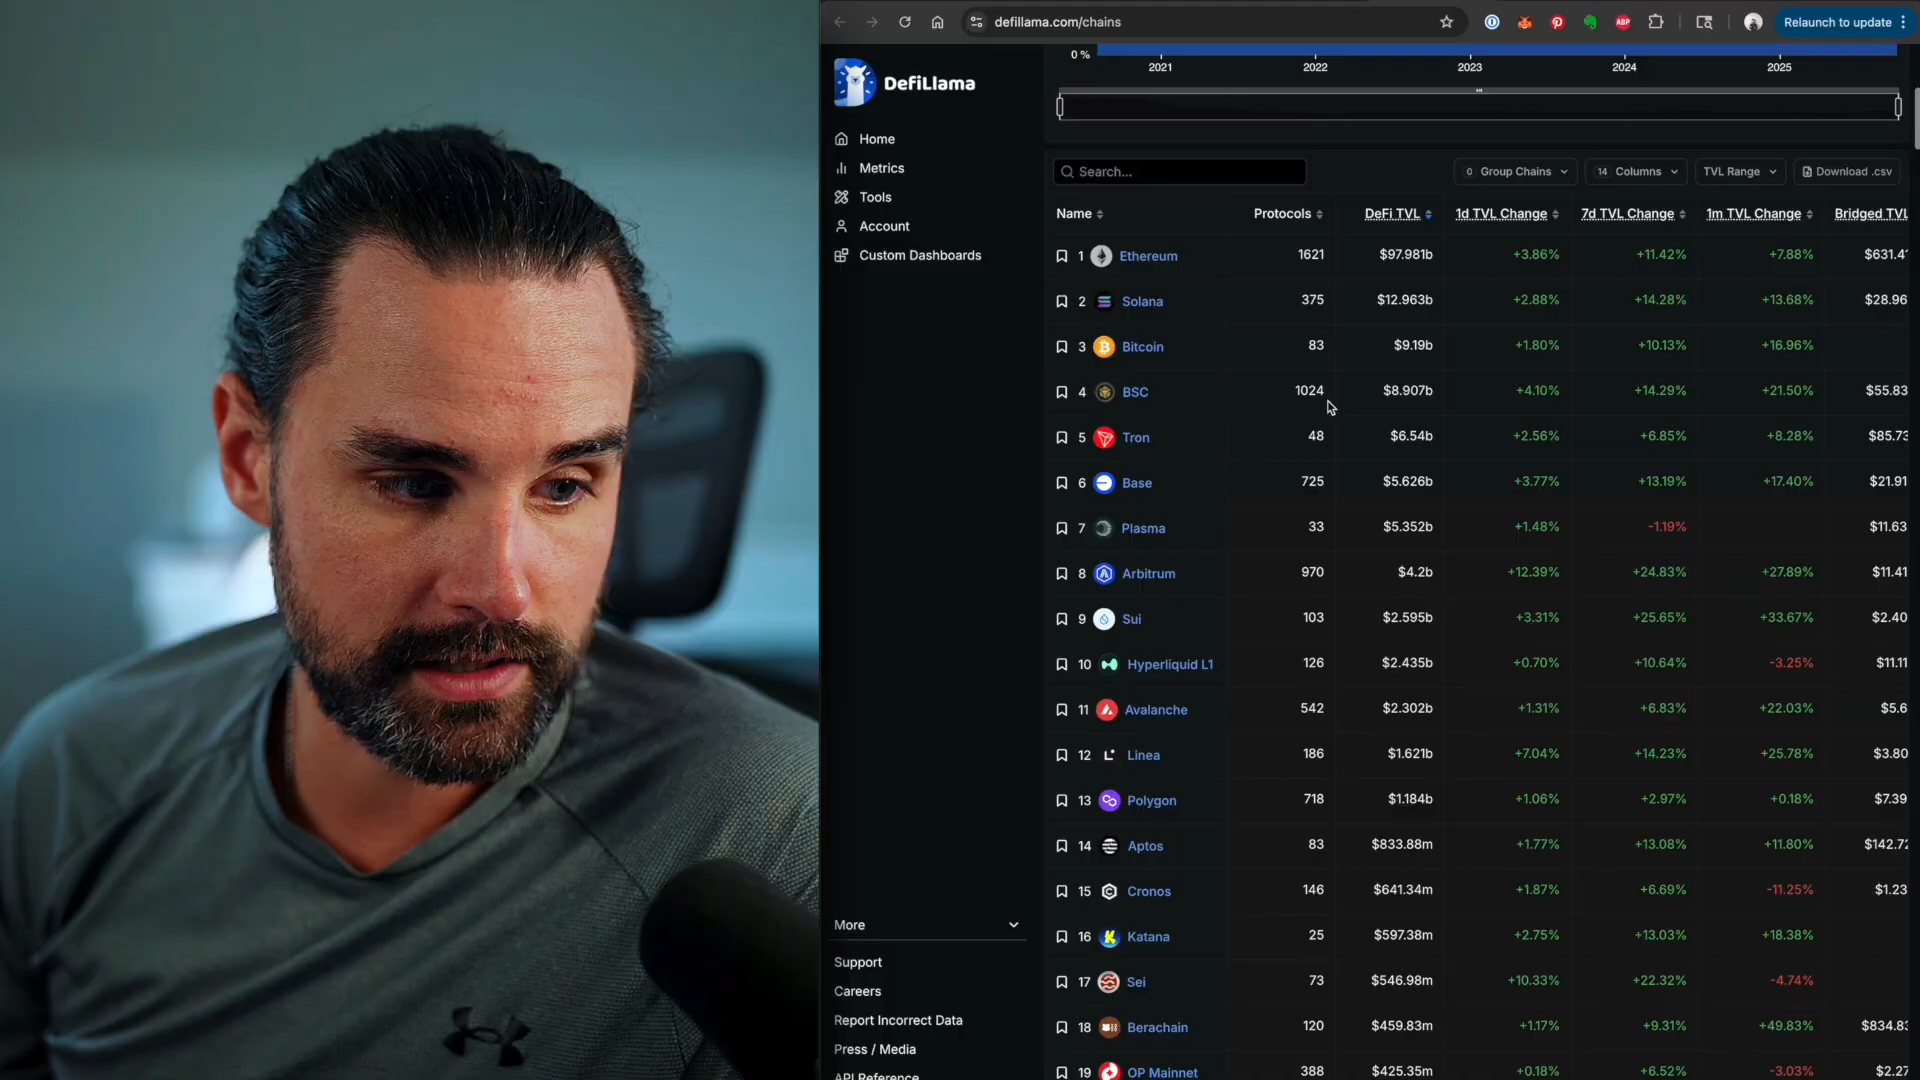 defillama.com/chains
ABP
Relaunch to update
DefiLlama
Home
Metrics
Tools
Account
Custom Dashboards
More
Support
Careers
Report Incorrect Data
Press / Media
API Reference
0 %
2021 2022 2023 2024 2025
Search... 0 Group Chains 14 Columns TVL Range Download .csv
Name Protocols DeFi TVL 1d TVL Change 7d TVL Change 1m TVL Change Bridged TVL
1 Ethereum 1621 $97.981b +3.86% +11.42% +7.88% $631.4
2 Solana 375 $12.963b +2.88% +14.28% +13.68% $28.96
3 Bitcoin 83 $9.19b +1.80% +10.13% +16.96%
4 BSC 1024 $8.907b +4.10% +14.29% +21.50% $55.83
5 Tron 48 $6.54b +2.56% +6.85% +8.28% $85.73
6 Base 725 $5.626b +3.77% +13.19% +17.40% $21.91
7 Plasma 33 $5.352b +1.48% -1.19% $11.63
8 Arbitrum 970 $4.2b +12.39% +24.83% +27.89% $11.41
9 Sui 103 $2.595b +3.31% +25.65% +33.67% $2.40
10 Hyperliquid L1 126 $2.435b +0.70% +10.64% -3.25% $11.11
11 Avalanche 542 $2.302b +1.31% +6.83% +22.03% $5.6
12 Linea 186 $1.621b +7.04% +14.23% +25.78% $3.80
13 Polygon 718 $1.184b +1.06% +2.97% +0.18% $7.39
14 Aptos 83 $833.88m +1.77% +13.08% +11.80% $142.72
15 Cronos 146 $641.34m +1.87% +6.69% -11.25% $1.23
16 Katana 25 $597.38m +2.75% +13.03% +18.38%
17 Sei 73 $546.98m +10.33% +22.32% -4.74%
18 Berachain 120 $459.83m +1.17% +9.31% +49.83% $834.83
19 OP Mainnet 388 $425.35m +0.18% +6.52% -3.03% $2.27